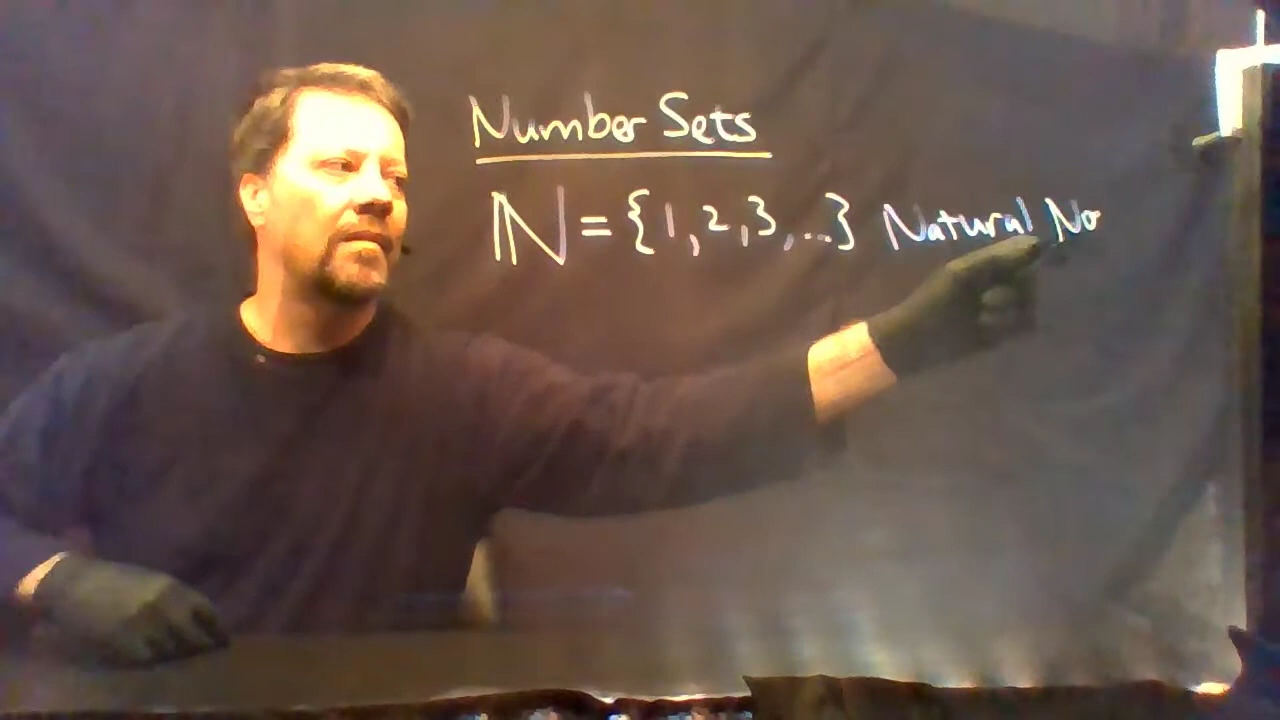 Number Sets
ℕ = {1, 2, 3, ...} Natural No